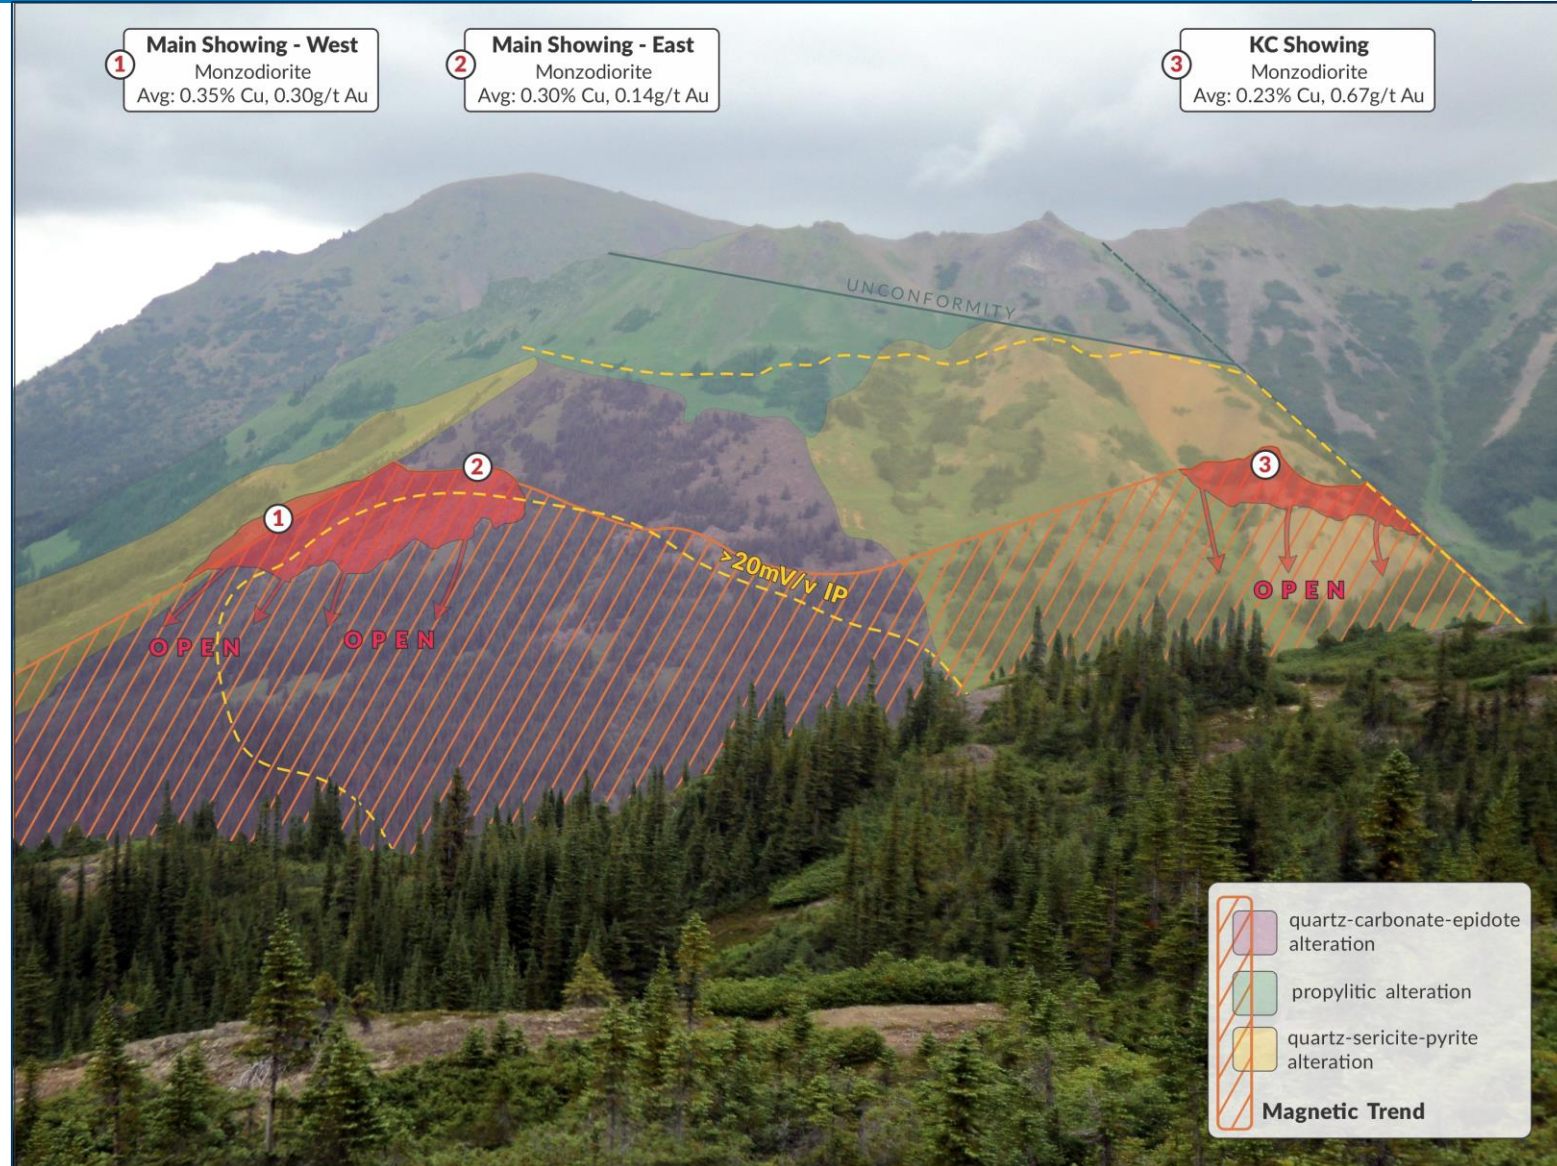 1
Main Showing - West
Monzodiorite
Avg: 0.35% Cu, 0.30g/t Au
2
Main Showing - East
Monzodiorite
Avg: 0.30% Cu, 0.14g/t Au
3
KC Showing
Monzodiorite
Avg: 0.23% Cu, 0.67g/t Au
UNCONFORMITY
1
2
3
>20mV/v IP
OPEN
OPEN
OPEN
quartz-carbonate-epidote
alteration
propylitic alteration
quartz-sericite-pyrite
alteration
Magnetic Trend